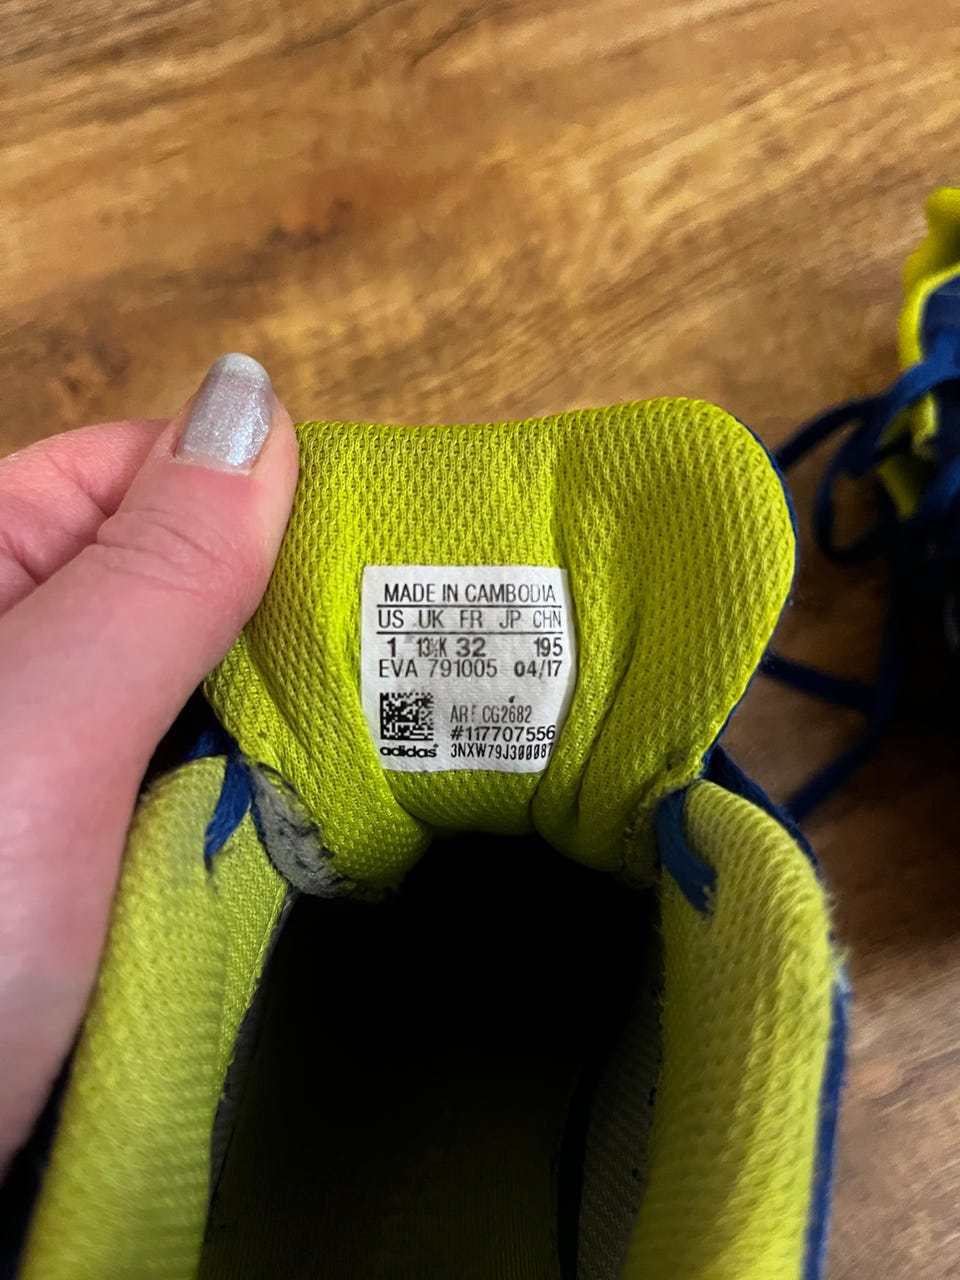 MADE IN CAMBODIA
US UK FR JP CHN
1 13½K 32 195
EVA 791005 04/17
ART CG2682
#117707556
adidas 3NXW79J300087